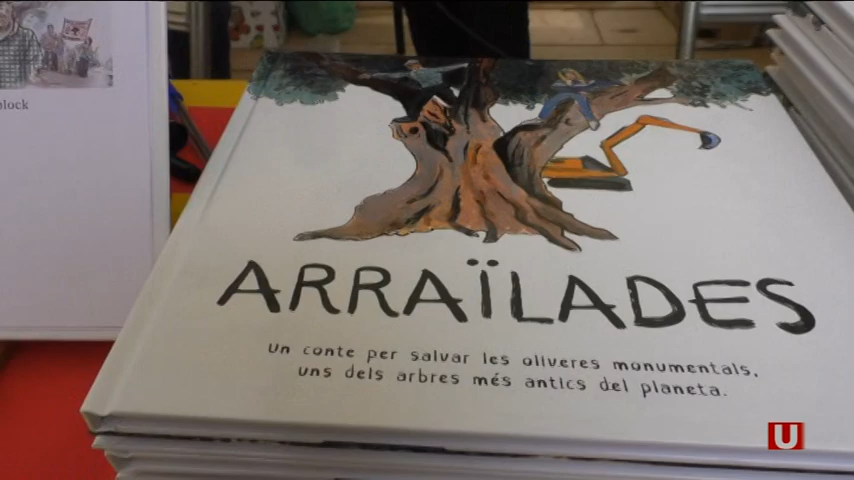 lock
ARRAÏLADES
un conte per salvar les oliveres monumentals,
uns dels arbres més antics del planeta.
U